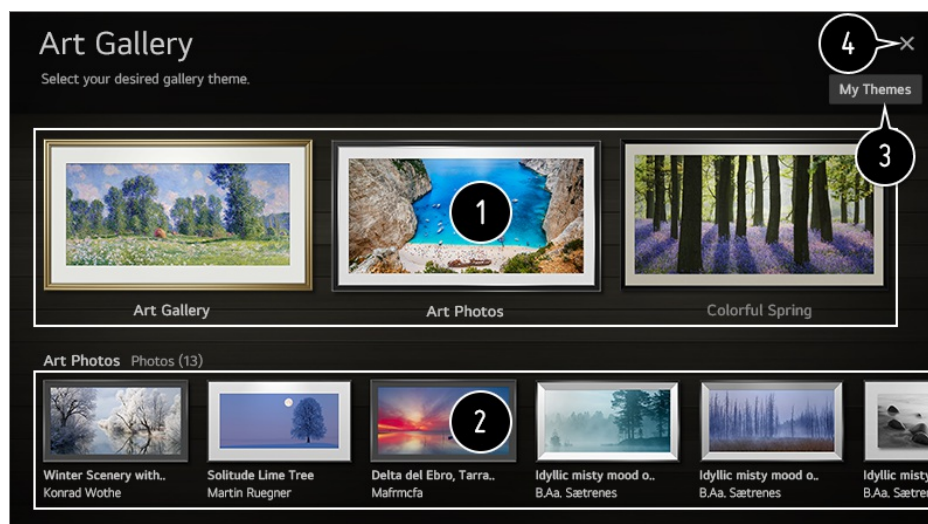 Art Gallery
Select your desired gallery theme.
4
My Themes
3
1
Art Gallery
Art Photos
Colorful Spring
Art Photos Photos (13)
2
Winter Scenery with..
Konrad Wothe
Solitude Lime Tree
Martin Ruegner
Delta del Ebro, Tarra..
Mafrmcfa
Idyllic misty mood o..
B.Aa. Sætrenes
Idyllic misty mood o..
B.Aa. Sætrenes
Idyllic misty
B.Aa. Sætren